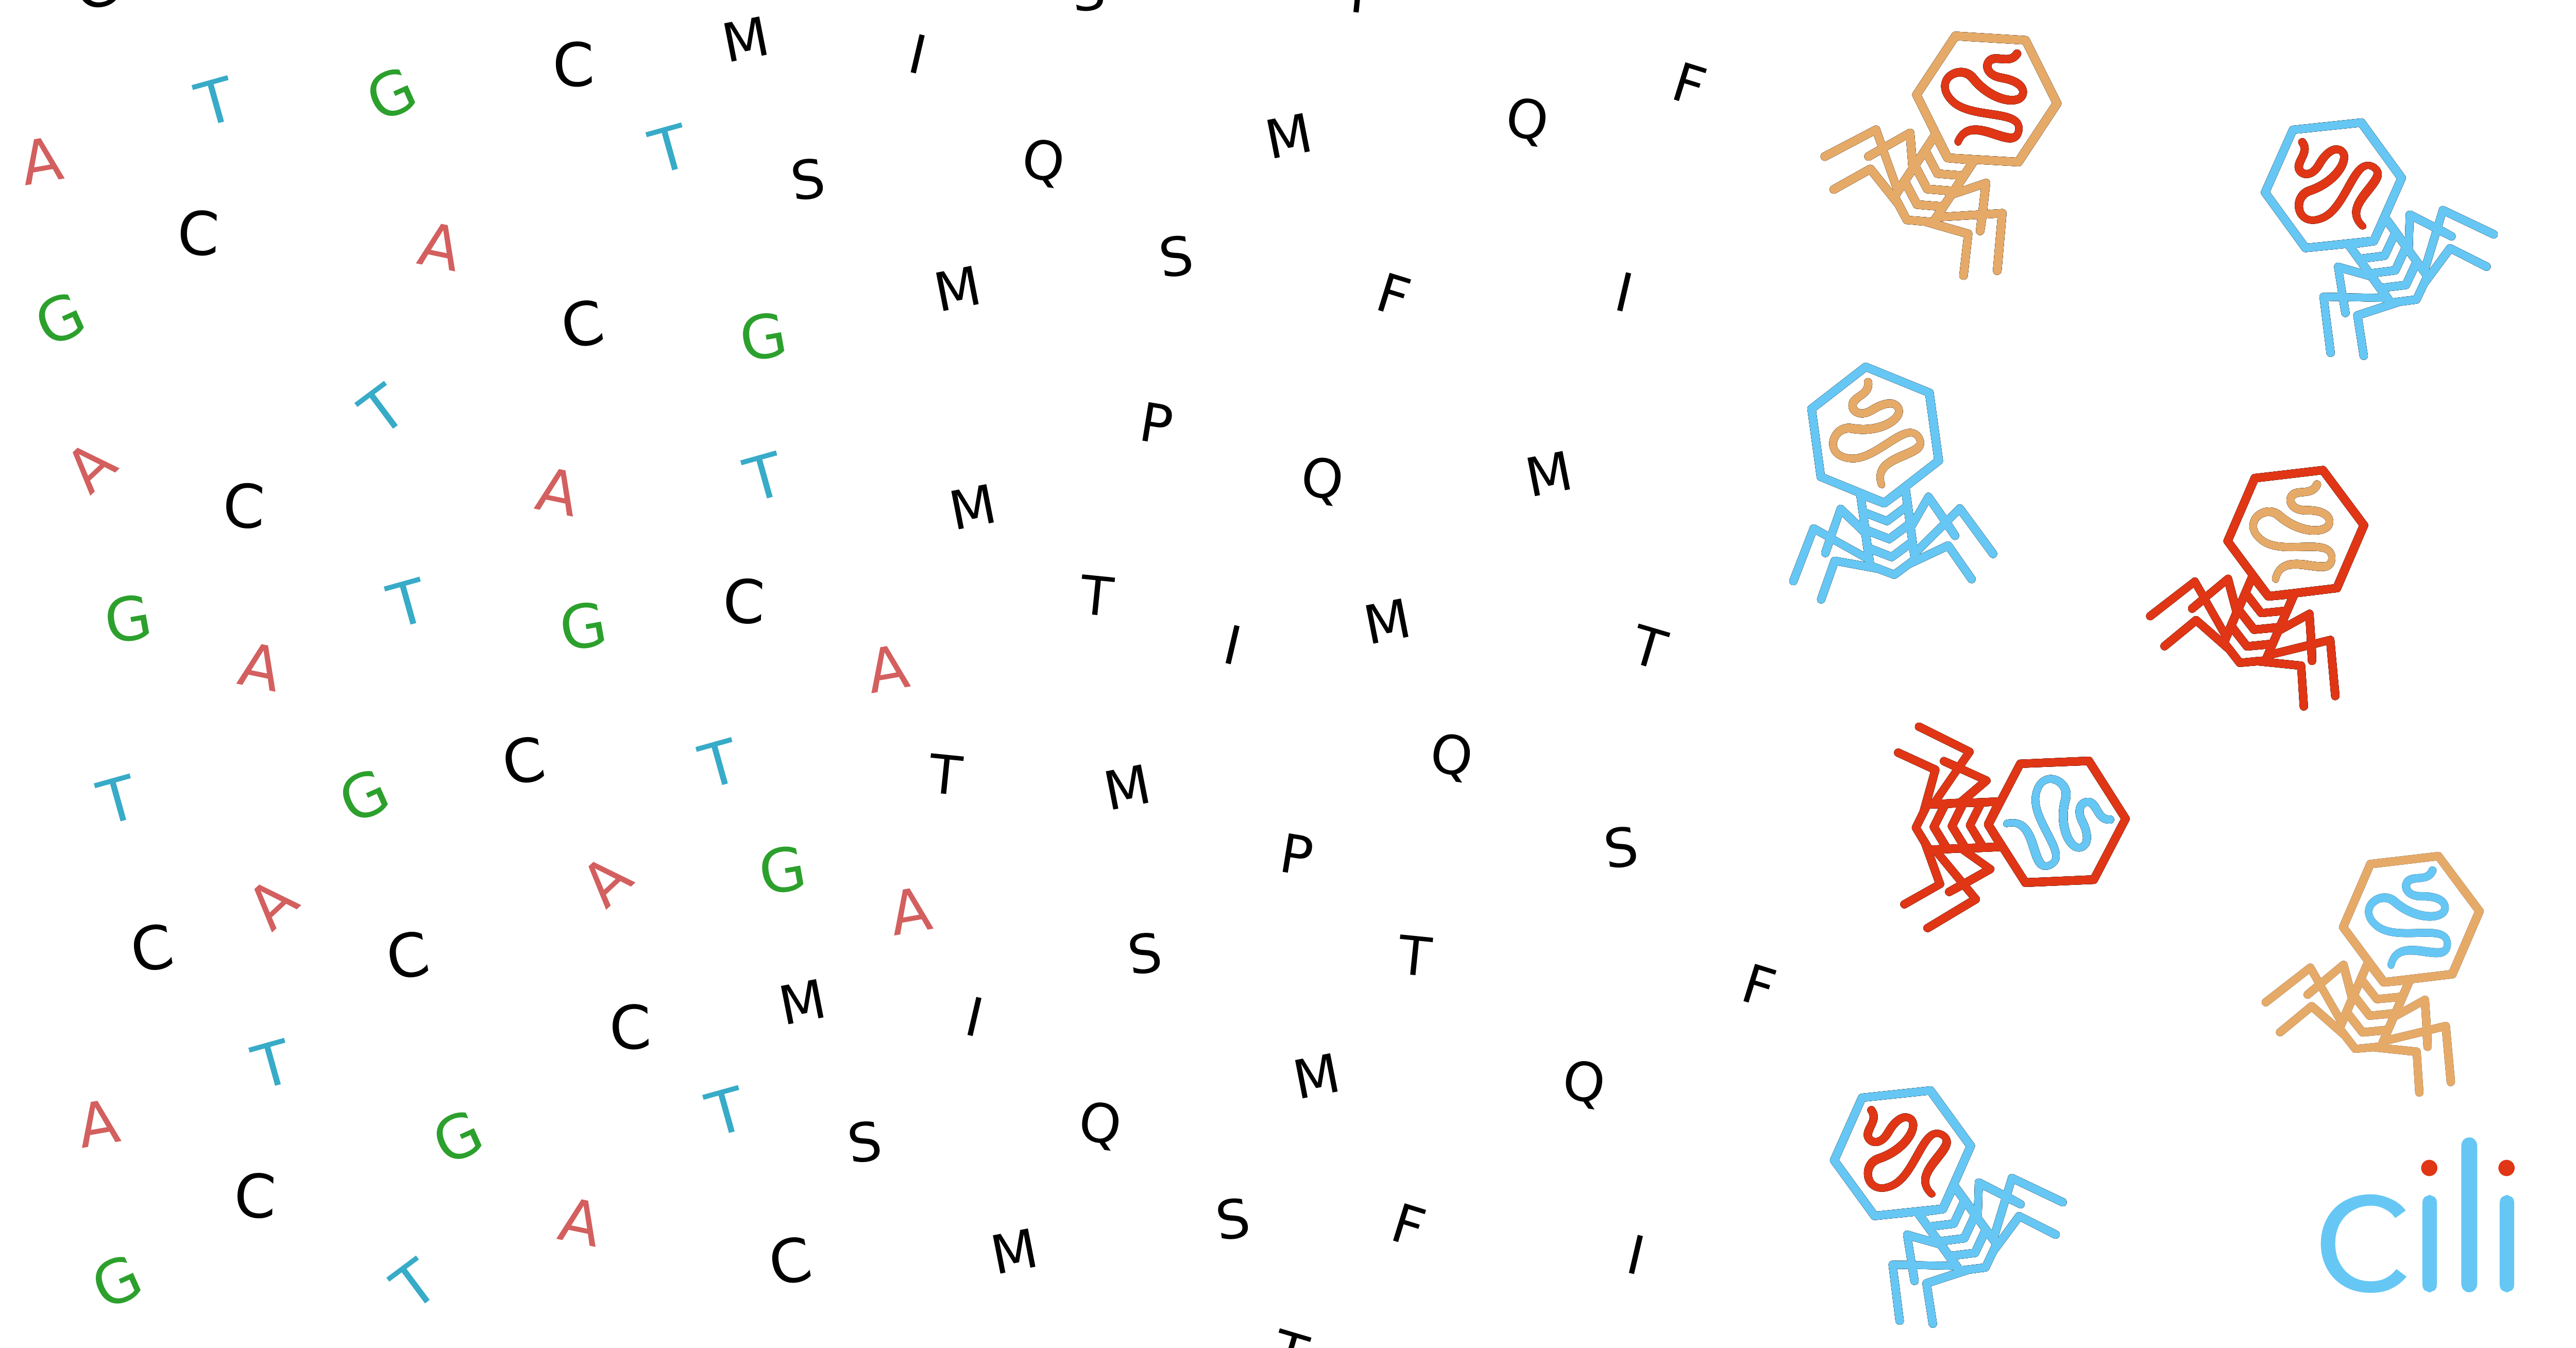 M
T G C I F
A T M Q
S Q
C A S
G C G M F I
T P
A C A T M Q M
G T G C T I M T
A A
T G C T T M Q
A A G P S
C C A S T F
C M I
T M Q
A G T S Q
C A S F
G T C M I
cili